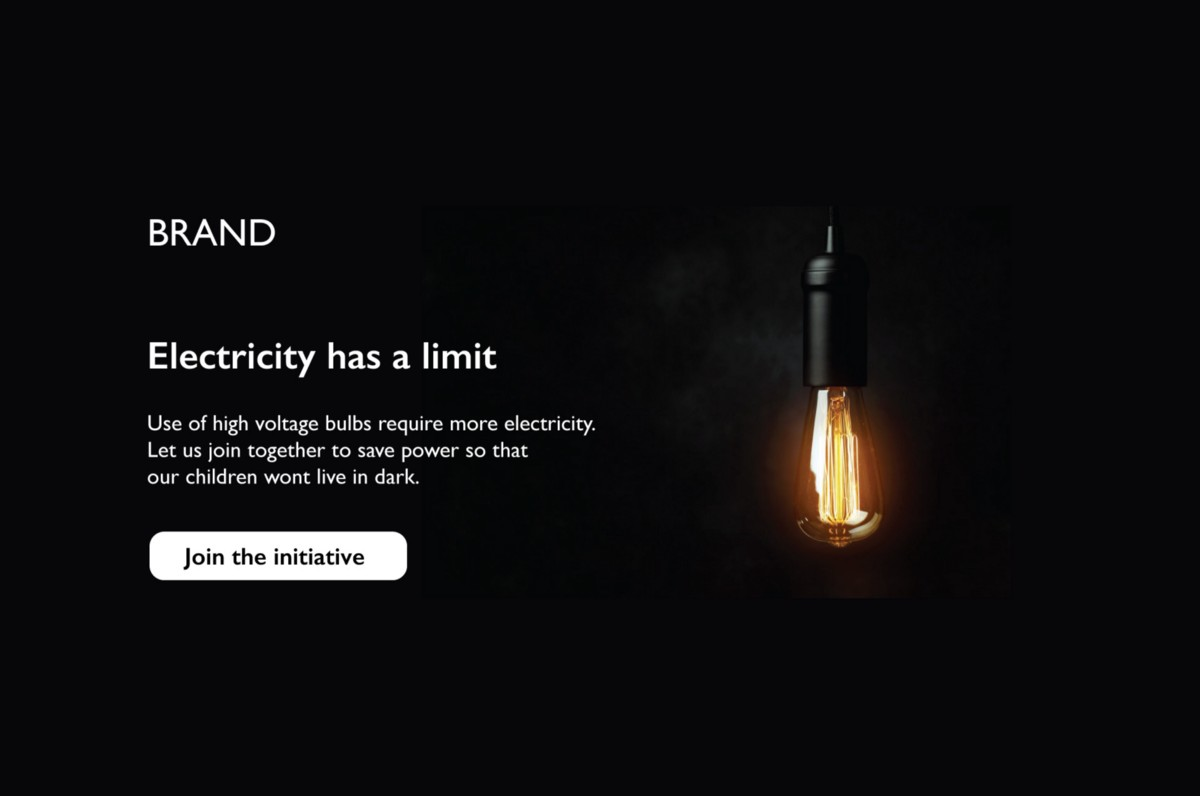 BRAND
Electricity has a limit
Use of high voltage bulbs require more electricity.
Let us join together to save power so that
our children wont live in dark.
Join the initiative